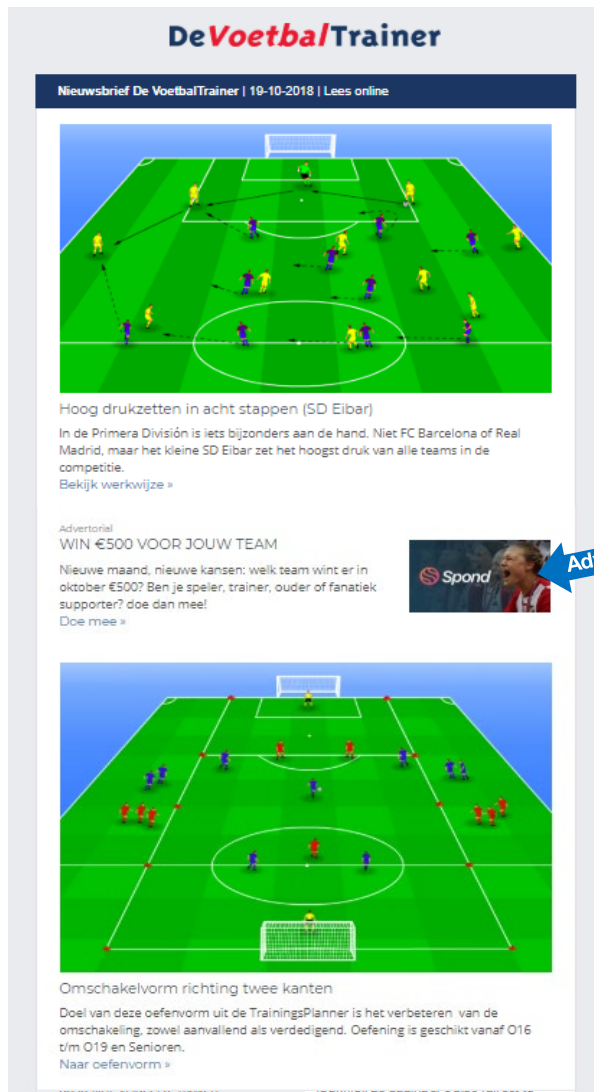 DeVoetbalTrainer
Nieuwsbrief De VoetbalTrainer | 19-10-2018 | Lees online
Hoog drukzetten in acht stappen (SD Eibar)
In de Primera División is iets bijzonders aan de hand. Niet FC Barcelona of Real
Madrid, maar het kleine SD Eibar zet het hoogst druk van alle teams in de
competitie.
Bekijk werkwijze »
Advertorial
WIN €500 VOOR JOUW TEAM
Nieuwe maand, nieuwe kansen: welk team wint er in
oktober €500? Ben je speler, trainer, ouder of fanatiek
supporter? doe dan mee!
Doe mee »
Spond
Ad
Omschakelvorm richting twee kanten
Doel van deze oefenvorm uit de TrainingsPlanner is het verbeteren van de
omschakeling, zowel aanvallend als verdedigend. Oefening is geschikt vanaf O16
t/m O19 en Senioren.
Naar oefenvorm »